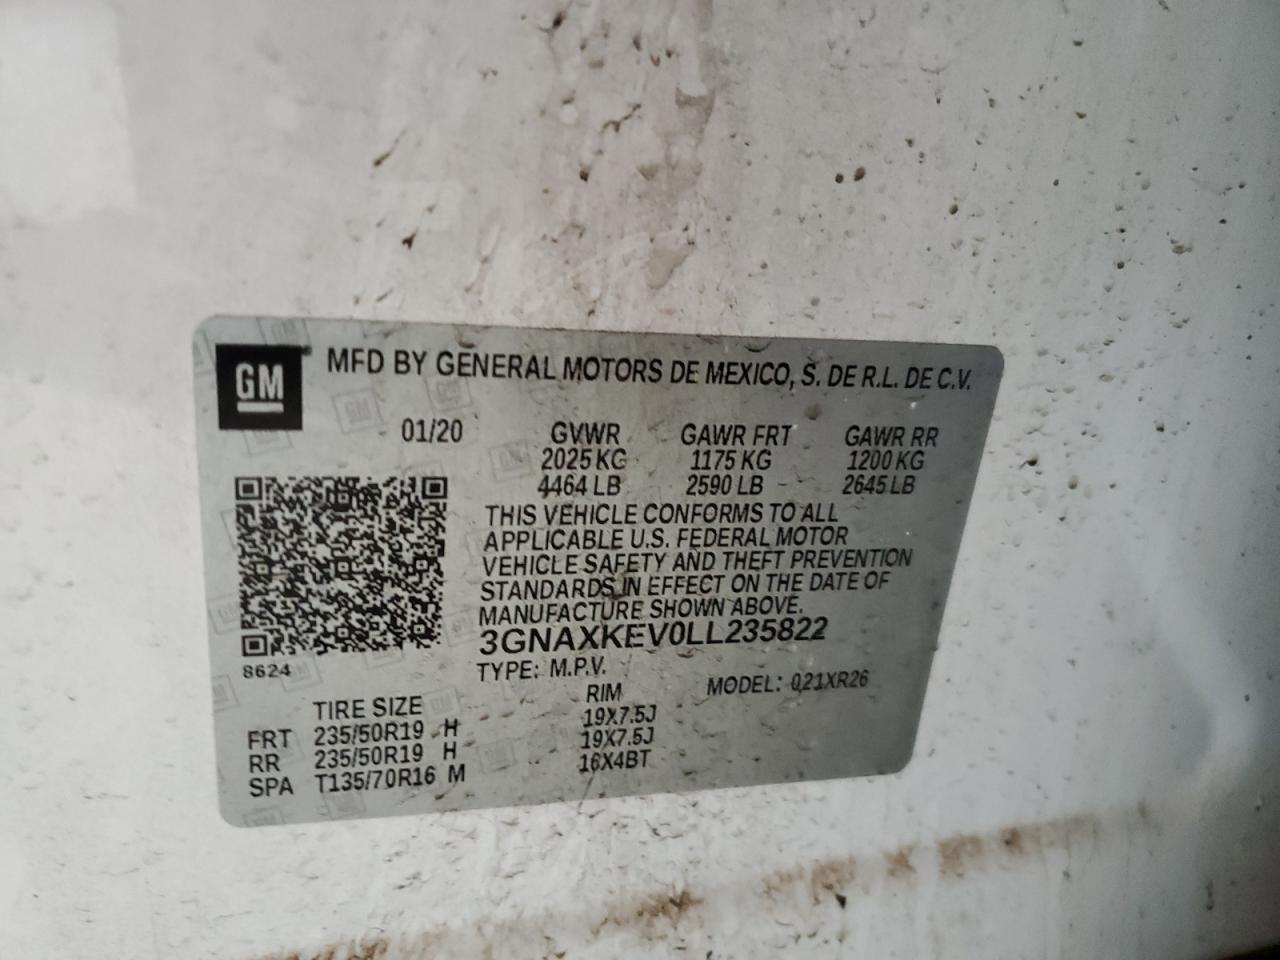 GM
MFD BY GENERAL MOTORS DE MEXICO, S. DE R.L. DE C.V.
01/20 GVWR GAWR FRT GAWR RR
2025 KG 1175 KG 1200 KG
4464 LB 2590 LB 2645 LB
THIS VEHICLE CONFORMS TO ALL
APPLICABLE U.S. FEDERAL MOTOR
VEHICLE SAFETY AND THEFT PREVENTION
STANDARDS IN EFFECT ON THE DATE OF
MANUFACTURE SHOWN ABOVE.
3GNAXKEV0LL235822
8624
TYPE: M.P.V. MODEL: 021XR26
TIRE SIZE RIM
FRT 235/50R19 H 19X7.5J
RR 235/50R19 H 19X7.5J
SPA T135/70R16 M 16X4BT